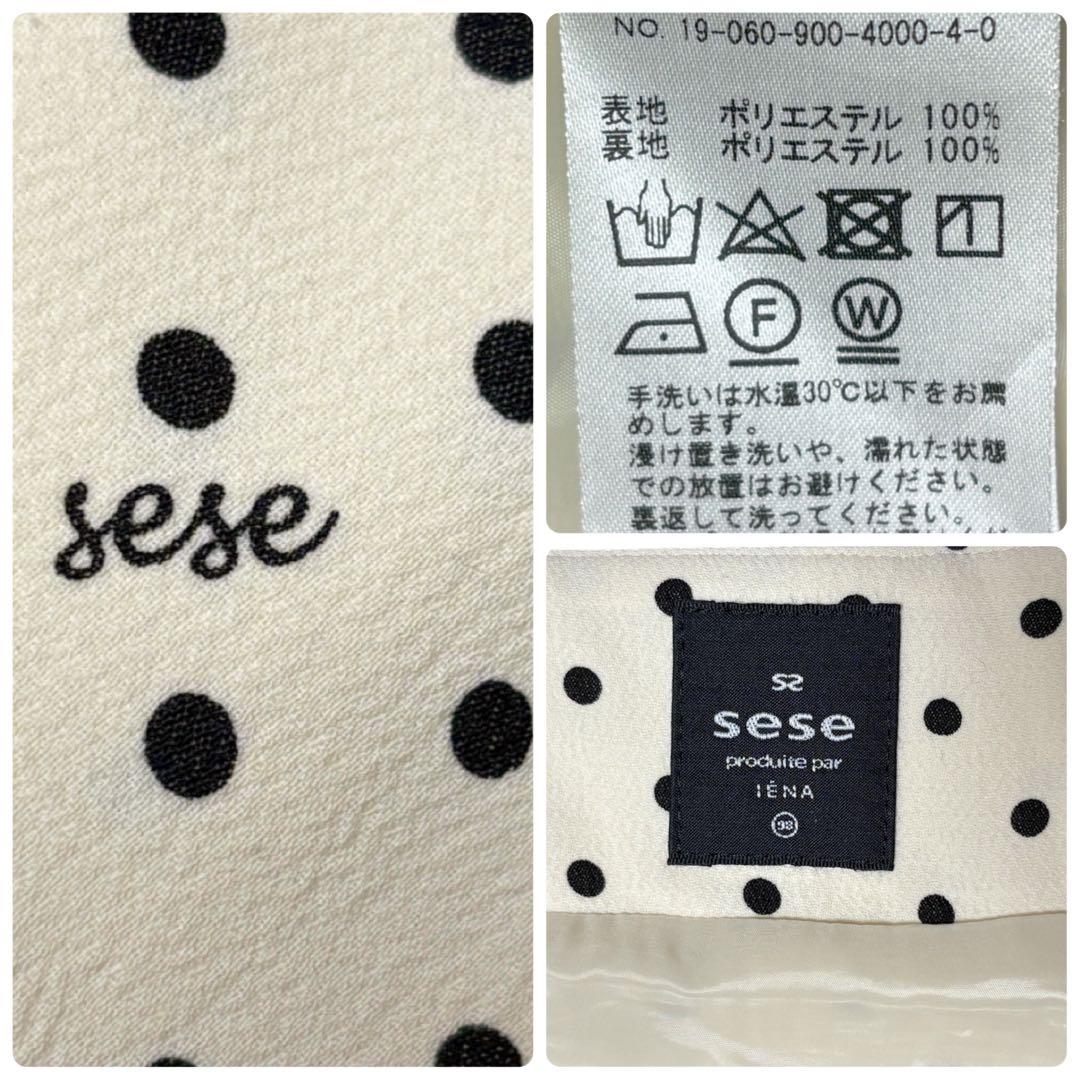 sese
NO. 19-060-900-4000-4-0
表地 ポリエステル 100%
裏地 ポリエステル 100%
F W
手洗いは水温30℃以下をお薦
めします。
浸け置き洗いや、濡れた状態
での放置はお避けください。
裏返して洗ってください。
sese
produite par
IÉNA
38